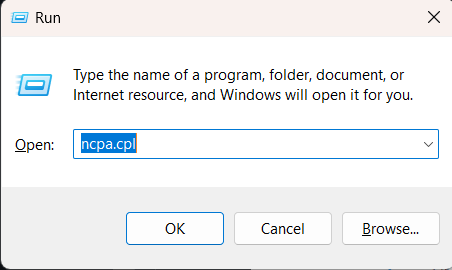 Run
Type the name of a program, folder, document, or
Internet resource, and Windows will open it for you.
Open: ncpa.cpl
OK Cancel Browse...